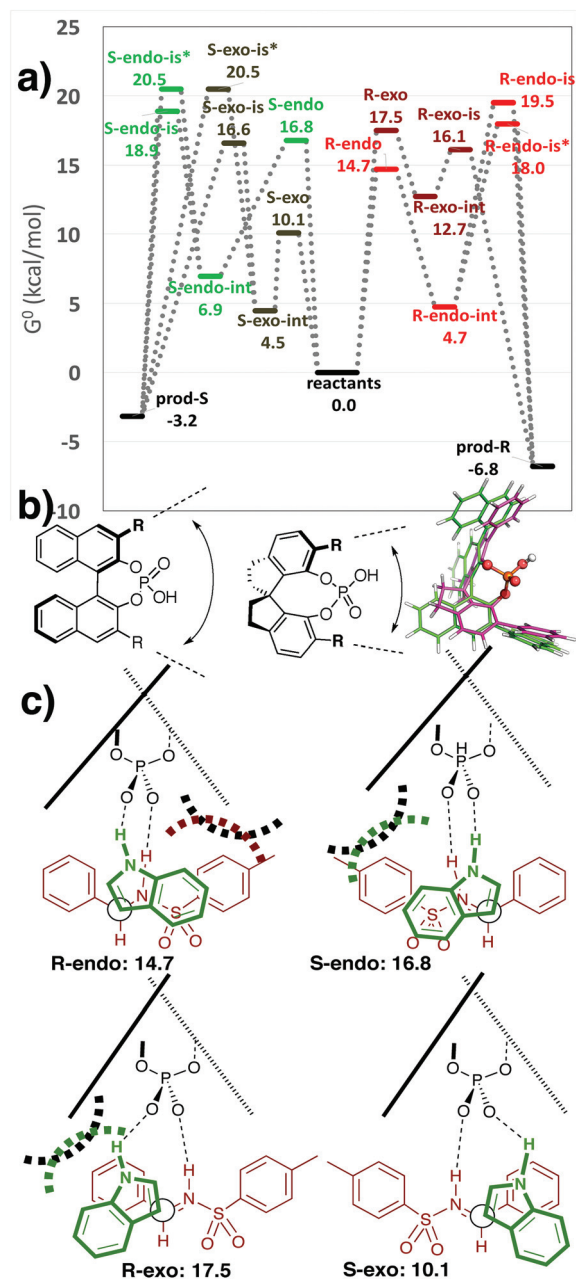 a)
25
20
15
10
5
0
-5
-10
G⁰ (kcal/mol)
S-endo-is*
20.5
S-exo-is*
20.5
S-endo-is
18.9
S-exo-is
16.6
S-endo
16.8
S-exo
10.1
S-endo-int
6.9
S-exo-int
4.5
R-exo
17.5
R-endo
14.7
R-exo-is
16.1
R-endo-is
19.5
R-endo-is*
18.0
R-exo-int
12.7
R-endo-int
4.7
reactants
0.0
prod-S
-3.2
prod-R
-6.8
b)
R
O
P
O
OH
O
R
R
O
OH
P
O
O
R
c)
O
P
O
O
O
H
H
N
N
S
O
O
H
R-endo: 14.7
H
O
P
O
O
O
H
H
N
N
S
O
O
H
S-endo: 16.8
O
P
O
O
O
H
N
H
N
S
O
O
H
R-exo: 17.5
O
P
O
O
O
H
N
H
N
S
O
O
H
S-exo: 10.1